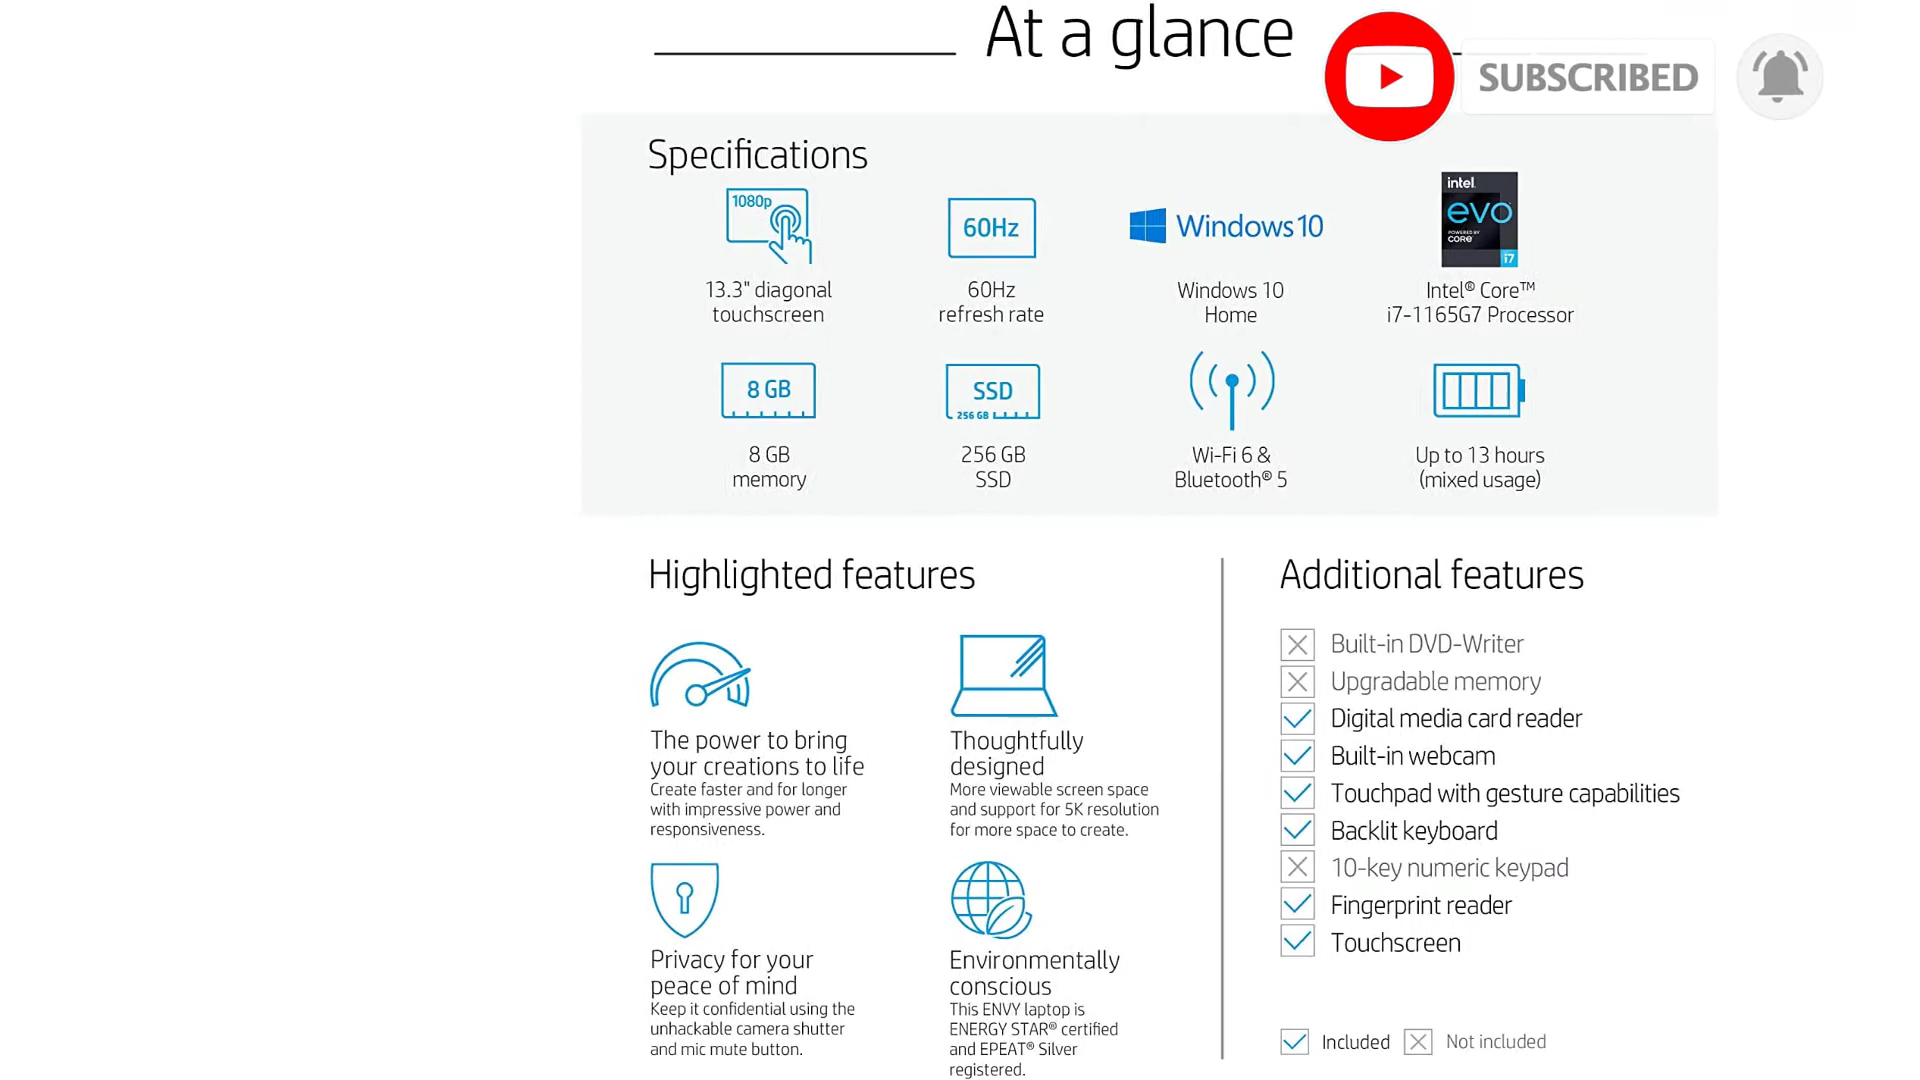 At a glance
SUBSCRIBED
Specifications
1080p
60Hz
Windows 10
intel
evo
POWERED BY
CORE
i7
13.3" diagonal
touchscreen
60Hz
refresh rate
Windows 10
Home
Intel® Core™
i7-1165G7 Processor
8 GB
SSD
256 GB
8 GB
memory
256 GB
SSD
Wi-Fi 6 &
Bluetooth® 5
Up to 13 hours
(mixed usage)
Highlighted features
The power to bring
your creations to life
Create faster and for longer
with impressive power and
responsiveness.
Thoughtfully
designed
More viewable screen space
and support for 5K resolution
for more space to create.
Privacy for your
peace of mind
Keep it confidential using the
unhackable camera shutter
and mic mute button.
Environmentally
conscious
This ENVY laptop is
ENERGY STAR® certified
and EPEAT® Silver
registered.
Additional features
Built-in DVD-Writer
Upgradable memory
Digital media card reader
Built-in webcam
Touchpad with gesture capabilities
Backlit keyboard
10-key numeric keypad
Fingerprint reader
Touchscreen
Included
Not included